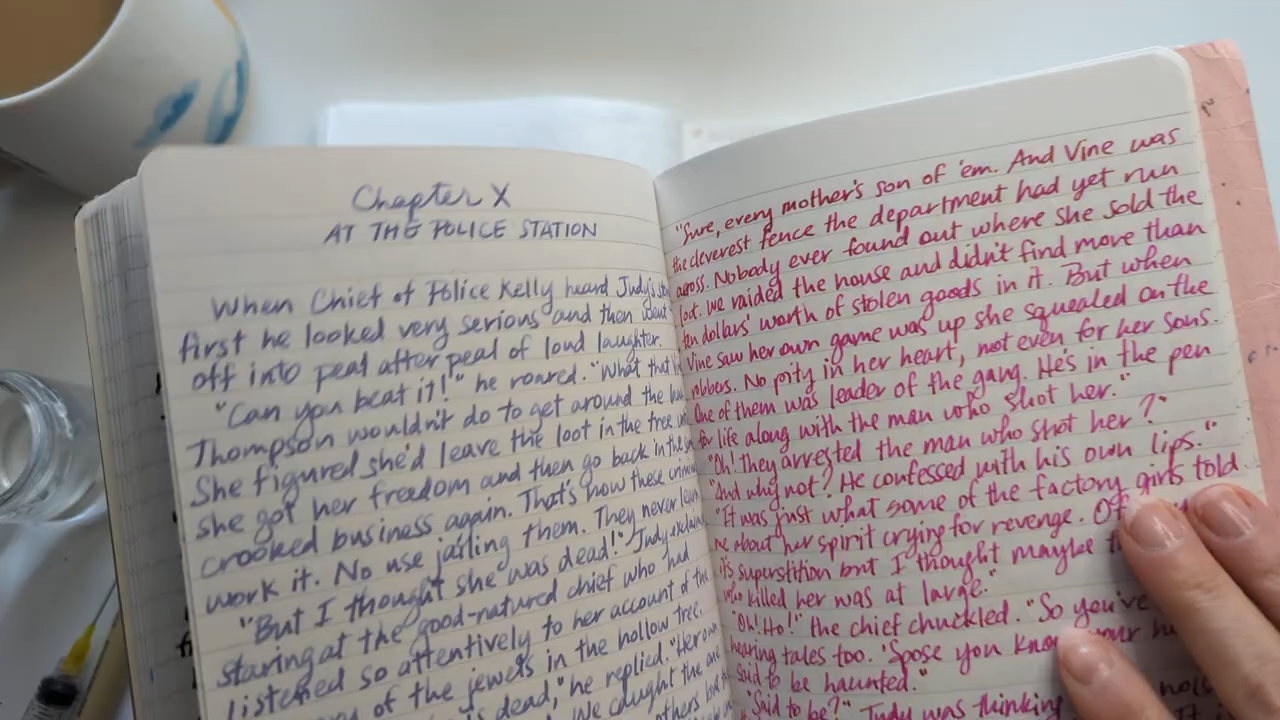 Chapter X
AT THE POLICE STATION
When Chief of Police Kelly heard Judy's
first he looked very serious and then went
off into peal after peal of loud laughter.
"Can you beat it!" he roared. "What that
Thompson wouldn't do to get around the
She figured she'd leave the loot in the tree
she got her freedom and then go back in the
crooked business again. That's how these
work it. No use jailing them. They never
"But I thought she was dead!" Judy
staring at the good-natured chief who had
listened so attentively to her account of the
of the jewels in the hollow tree.
dead," he replied. "Her own
We caught the one
others
"Sure, every mother's son of 'em. And Vine was
the cleverest fence the department had yet run
across. Nobody ever found out where she sold the
loot. We raided the house and didn't find more than
ten dollars' worth of stolen goods in it. But when
Vine saw her own game was up she squealed on the
robbers. No pity in her heart, not even for her sons.
One of them was leader of the gang. He's in the pen
for life along with the man who shot her."
"Oh! They arrested the man who shot her?"
"And why not? He confessed with his own lips."
"It was just what some of the factory girls told
me about her spirit crying for revenge. Of
it's superstition but I thought maybe
who killed her was at large."
"Oh! Ho!" the chief chuckled. "So you've
hearing tales too. 'Spose you know your
said to be haunted."
"Said to be?" Judy was thinking